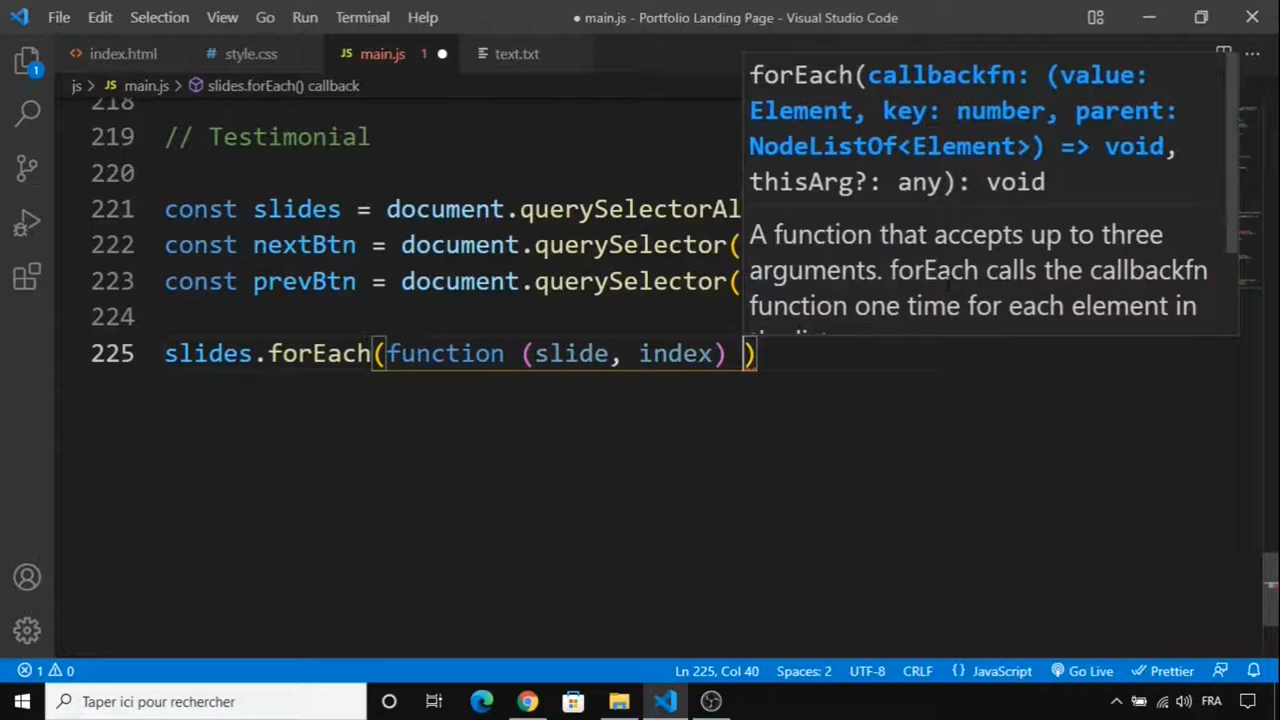 File Edit Selection View Go Run Terminal Help
● main.js - Portfolio Landing Page - Visual Studio Code
index.html
# style.css
JS main.js 1 ●
text.txt
1
js > JS main.js > slides.forEach() callback
218
219 // Testimonial
220
221 const slides = document.querySelectorAl
222 const nextBtn = document.querySelector(
223 const prevBtn = document.querySelector(
224
225 slides.forEach(function (slide, index) )
forEach(callbackfn: (value:
Element, key: number, parent:
NodeListOf<Element>) => void,
thisArg?: any): void
A function that accepts up to three
arguments. forEach calls the callbackfn
function one time for each element in
1 0
Ln 225, Col 40 Spaces: 2 UTF-8 CRLF {} JavaScript Go Live Prettier
Taper ici pour rechercher
FRA